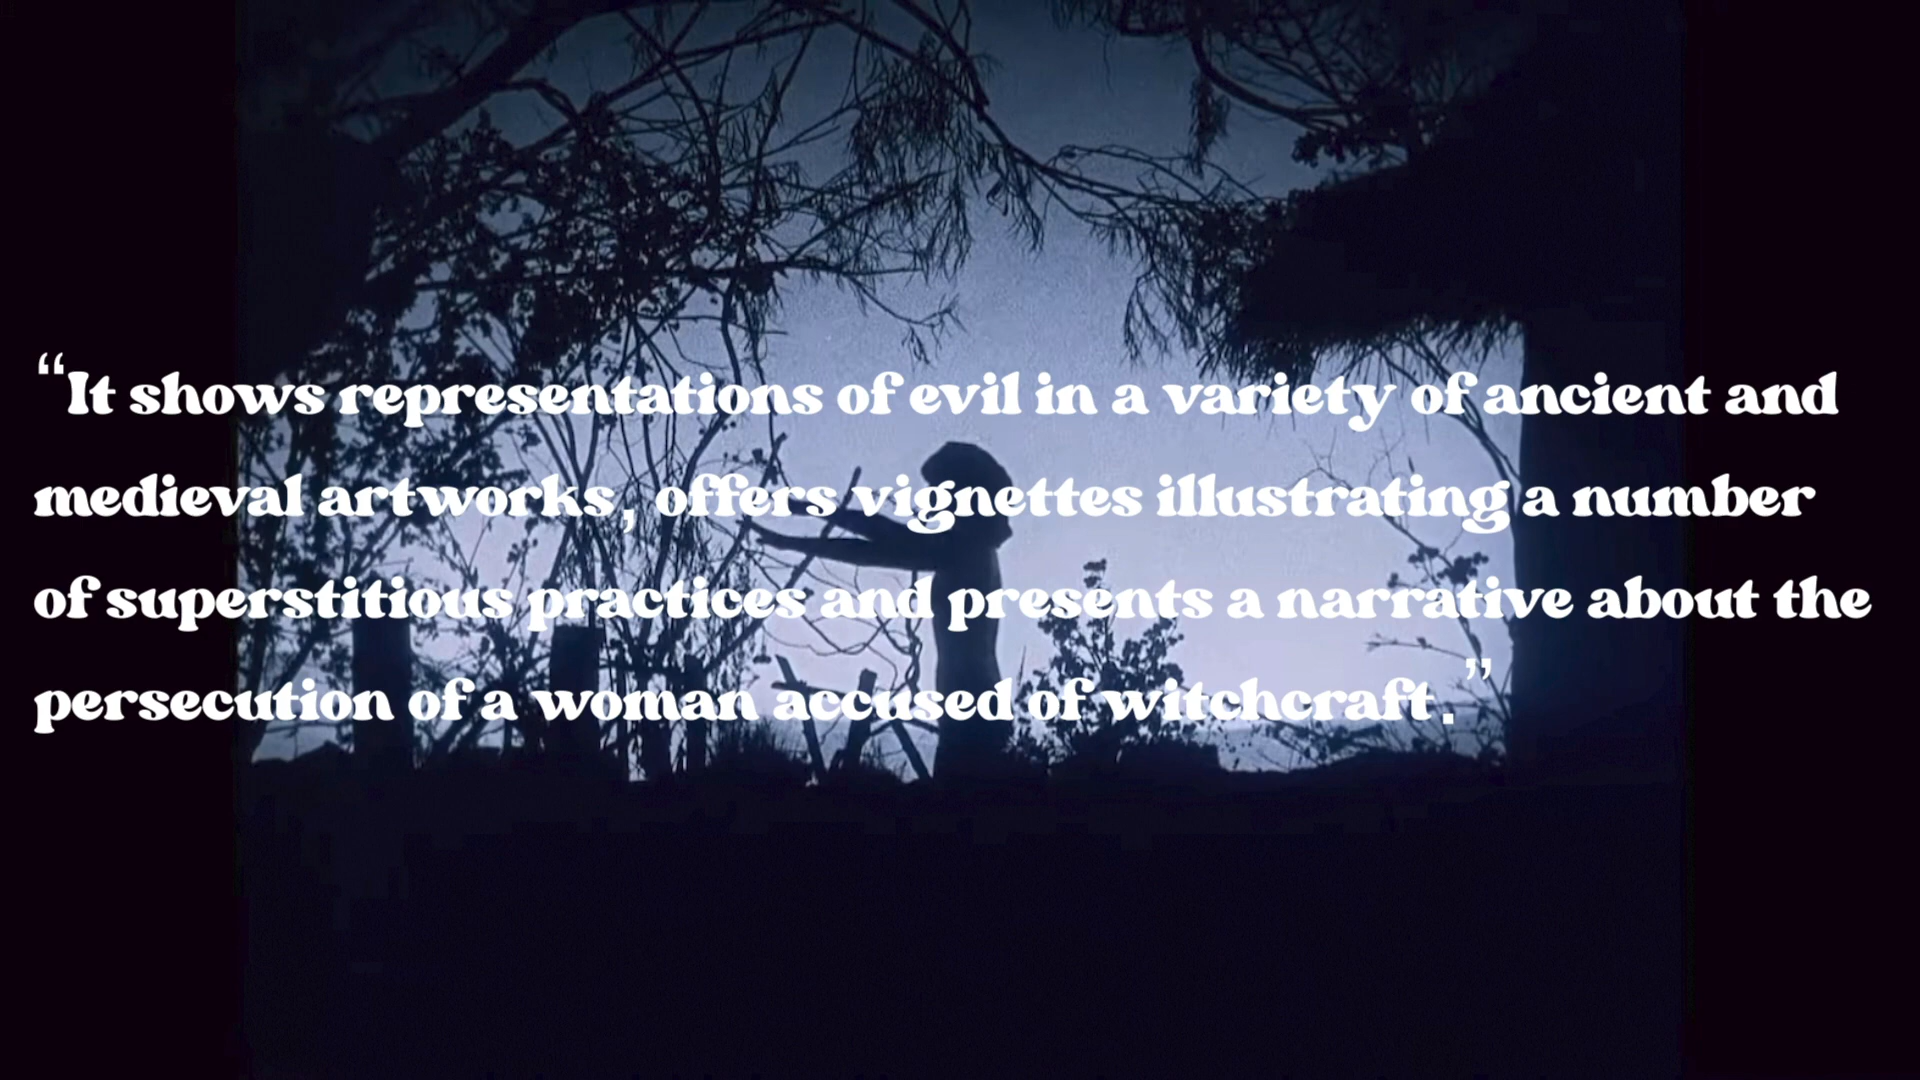 “It shows representations of evil in a variety of ancient and
medieval artworks, offers vignettes illustrating a number
of superstitious practices and presents a narrative about the
persecution of a woman accused of witchcraft.”